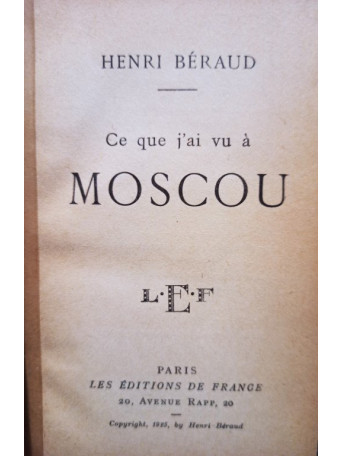 HENRI BÉRAUD
Ce que j'ai vu à
MOSCOU
L·E·F
PARIS
LES ÉDITIONS DE FRANCE
20, AVENUE RAPP, 20
Copyright, 1925, by Henri Béraud